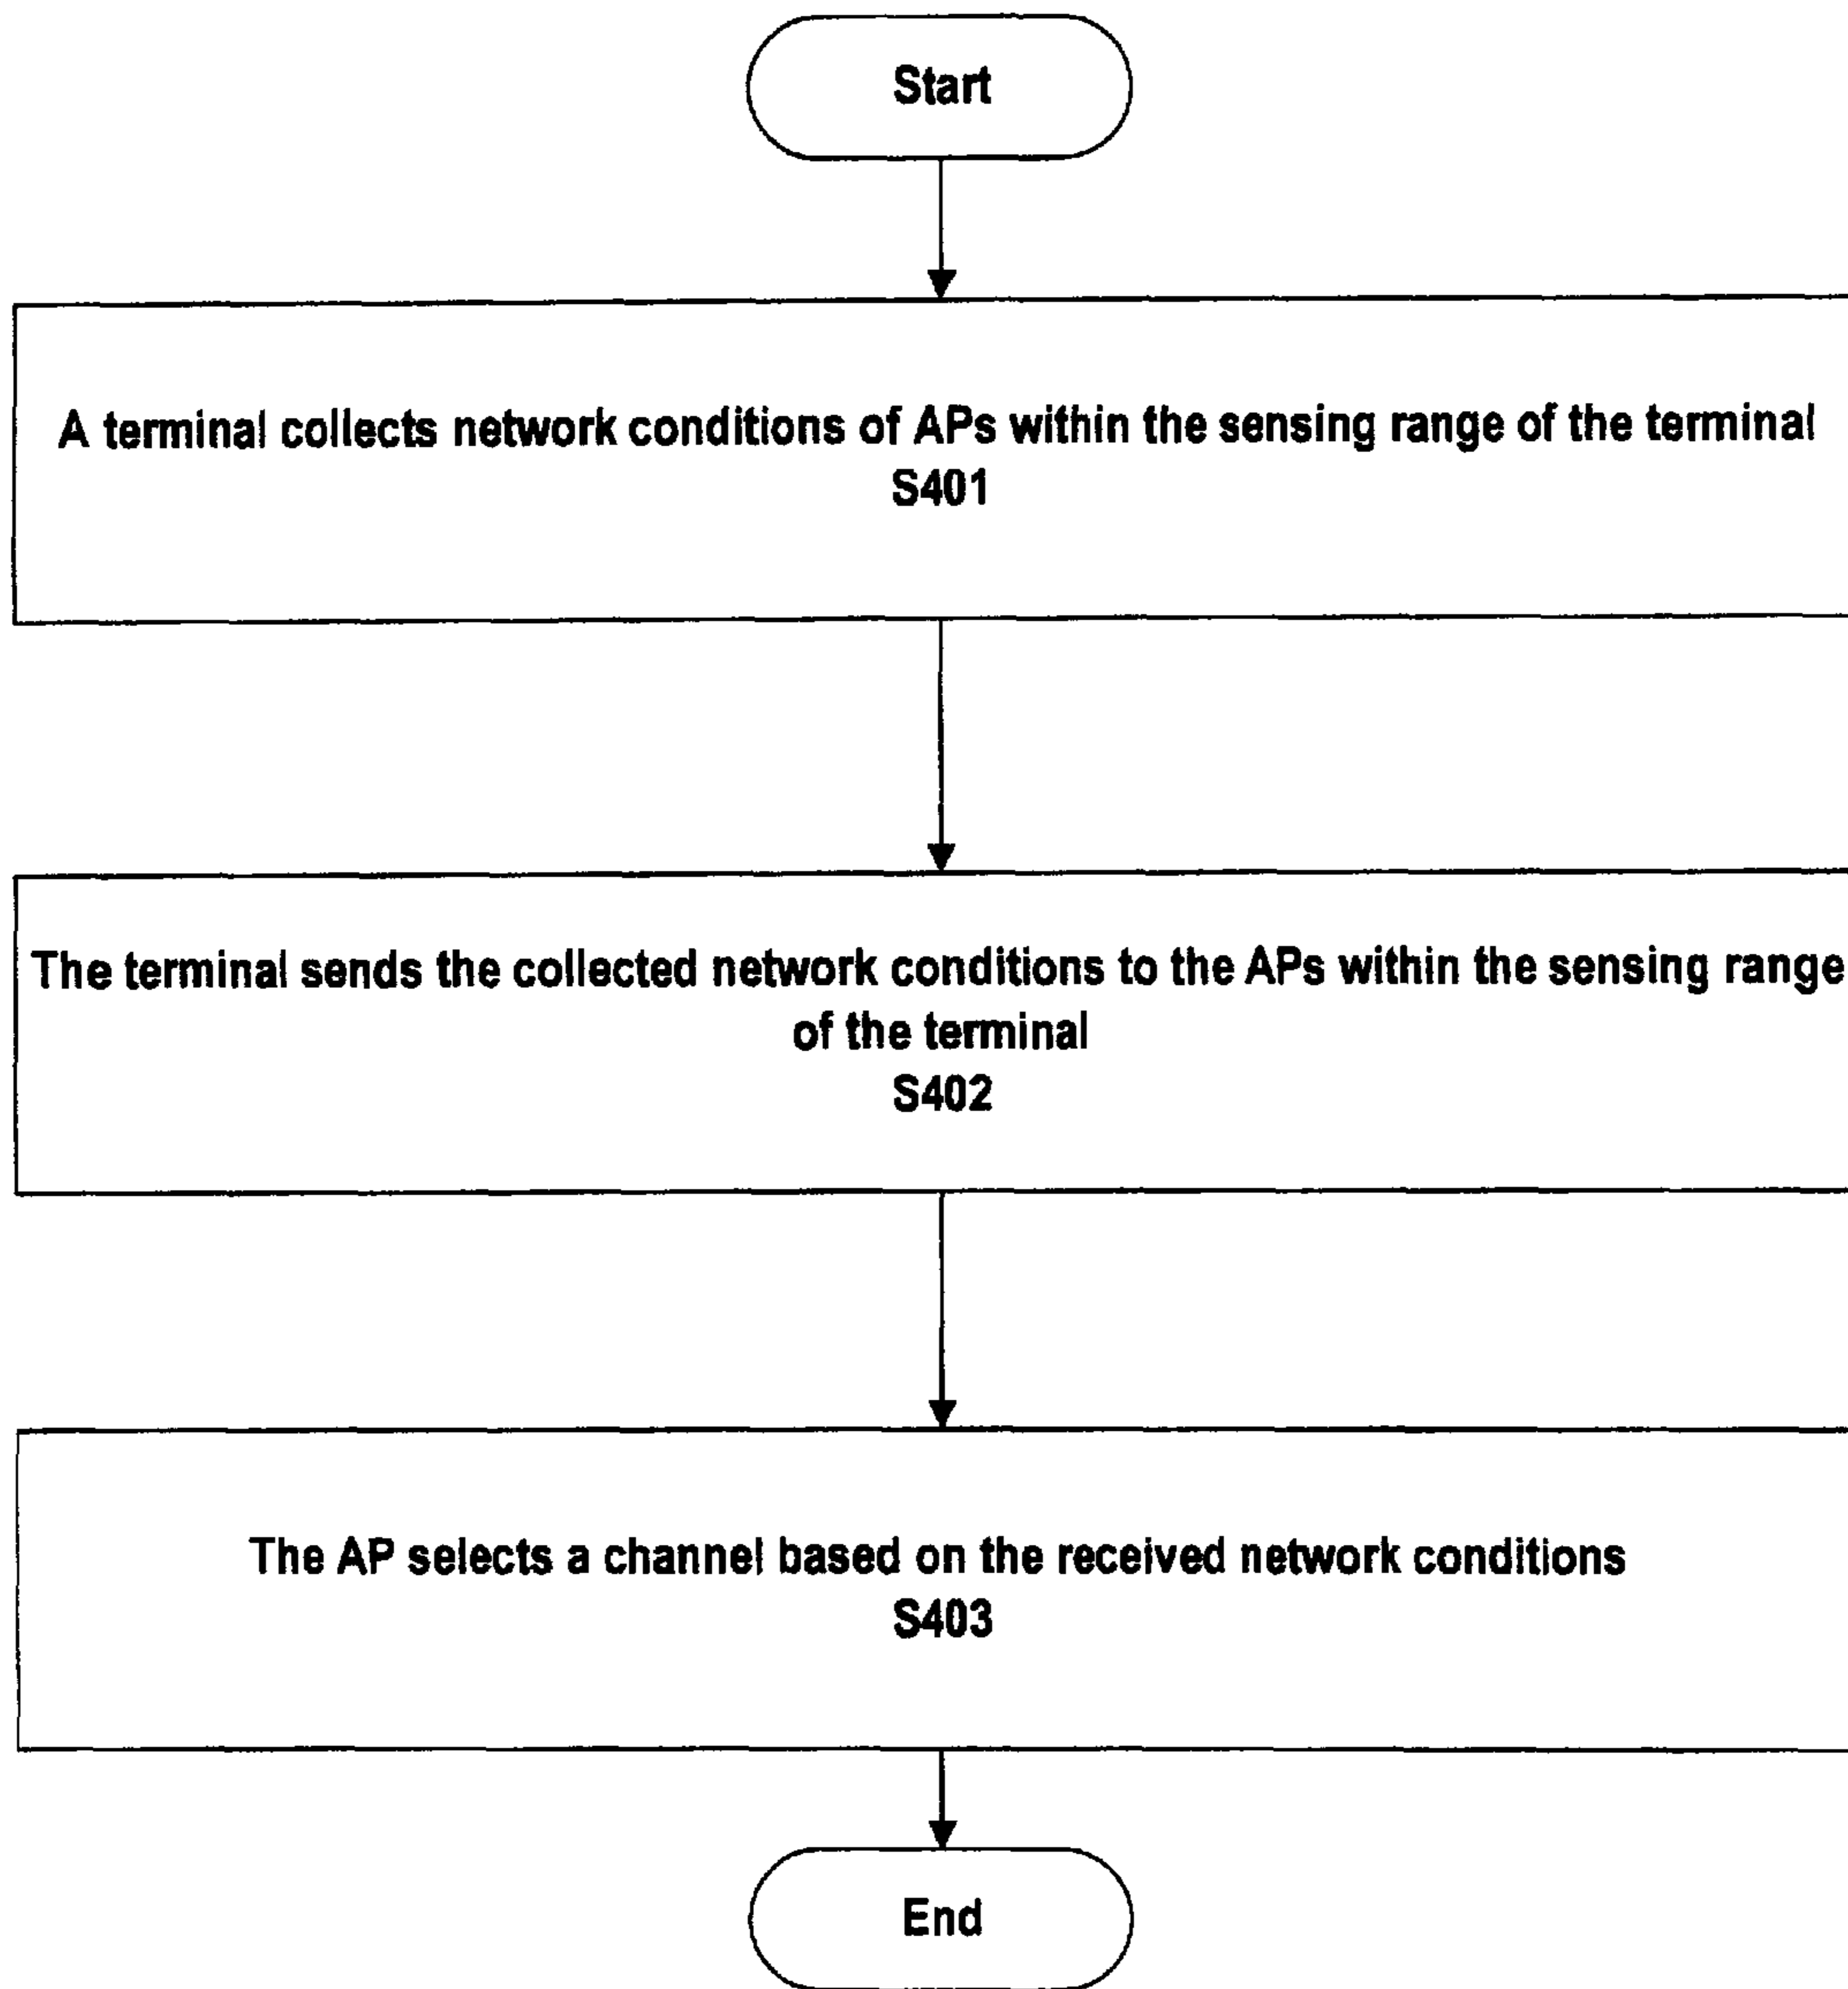 Start
A terminal collects network conditions of APs within the sensing range of the terminal
S401
The terminal sends the collected network conditions to the APs within the sensing range
of the terminal
S402
The AP selects a channel based on the received network conditions
S403
End